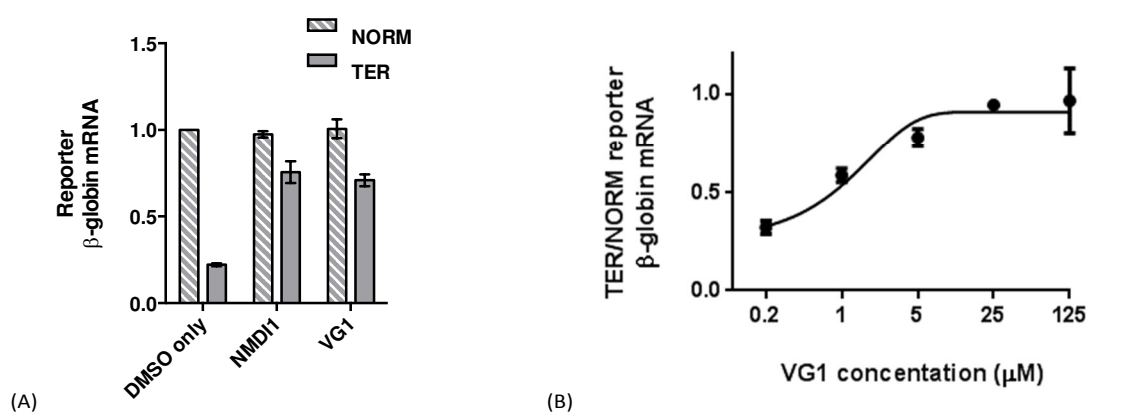 NORM
TER
Reporter
β-globin mRNA
1.5
1.0
0.5
0.0
DMSO only
NMDI1
VG1
(A)
TER/NORM reporter
β-globin mRNA
1.0
0.5
0.0
0.2 1 5 25 125
VG1 concentration (μM)
(B)